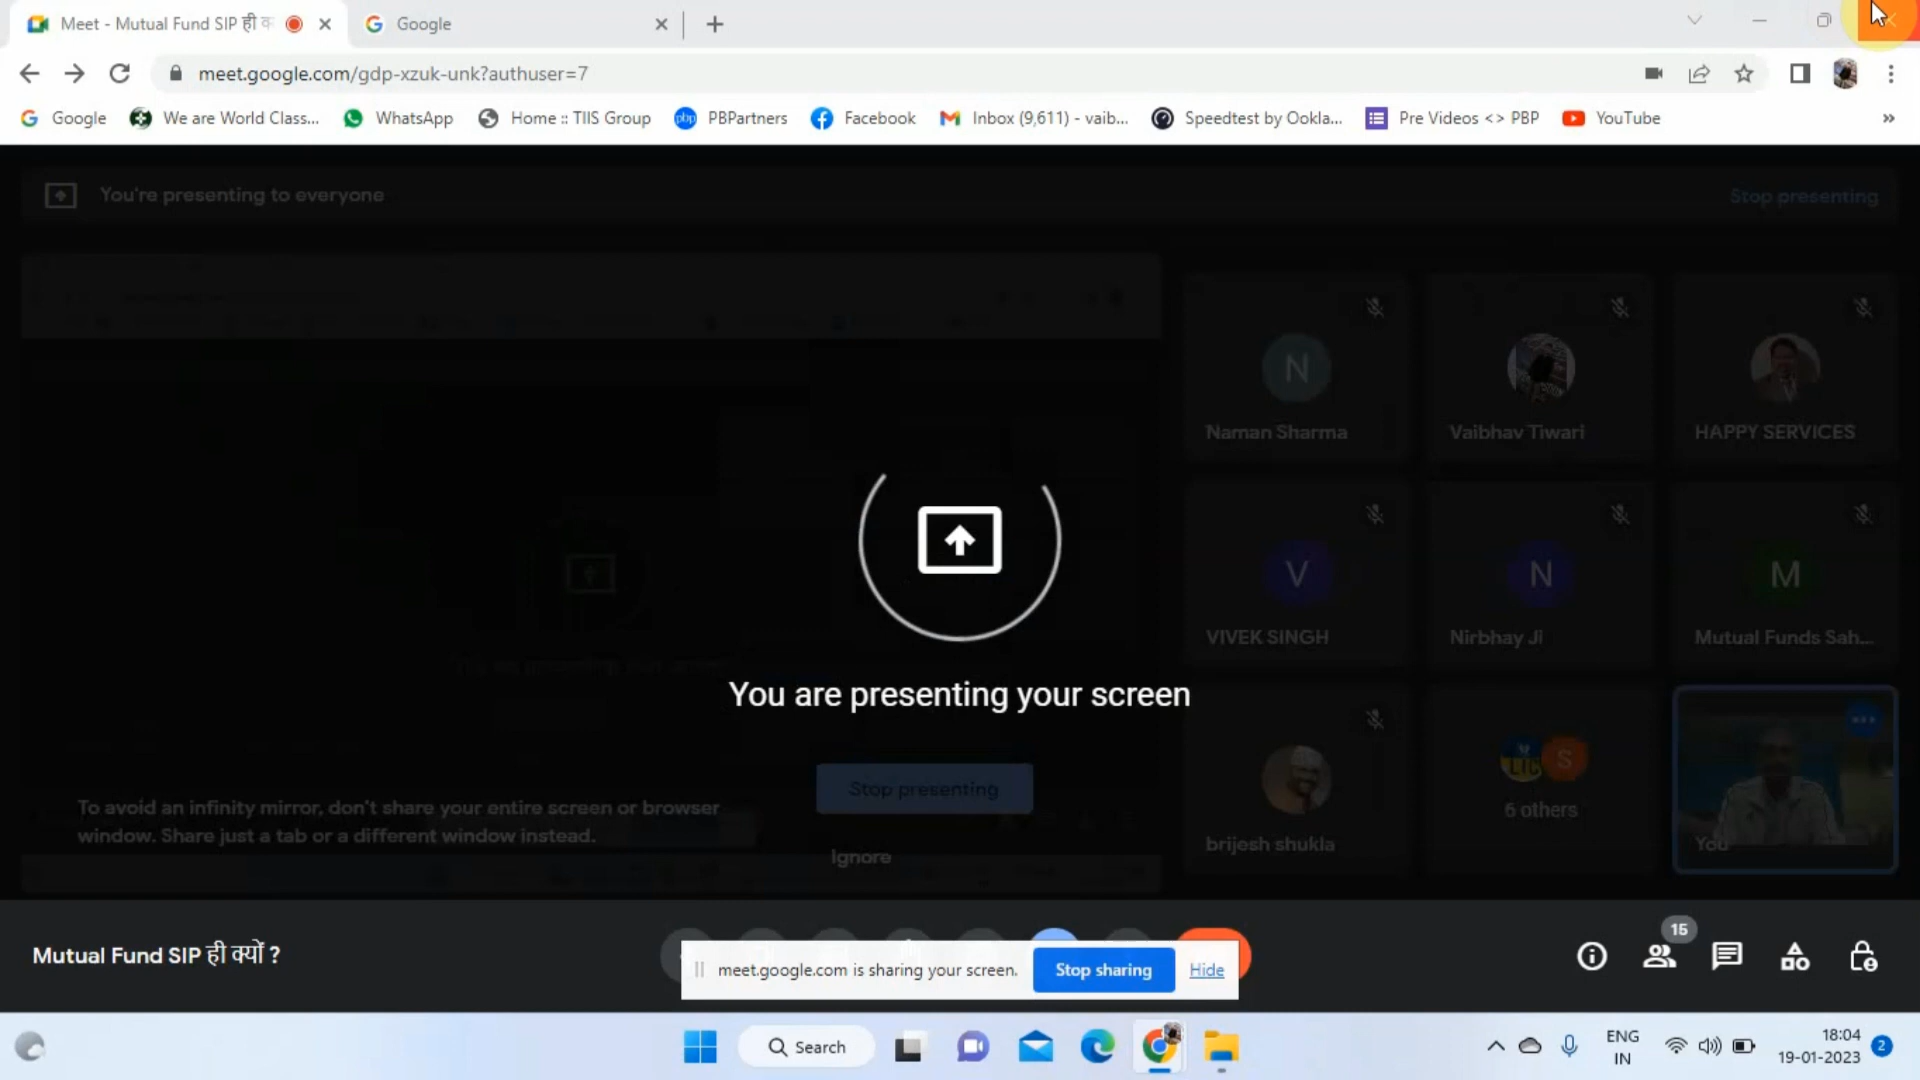 Meet - Mutual Fund SIP ही
Google
meet.google.com/gdp-xzuk-unk?authuser=7
Google
We are World Class...
WhatsApp
Home :: TIIS Group
pbp
PBPartners
Facebook
Inbox (9,611) - vaib...
Speedtest by Ookla...
Pre Videos <> PBP
YouTube
You're presenting to everyone
Stop presenting
N
Naman Sharma
Vaibhav Tiwari
HAPPY SERVICES
V
VIVEK SINGH
N
Nirbhay Ji
M
Mutual Funds Sah...
You are presenting your screen
Stop presenting
Ignore
To avoid an infinity mirror, don't share your entire screen or browser
window. Share just a tab or a different window instead.
brijesh shukla
LIC
S
6 others
You
Mutual Fund SIP ही क्यों ?
meet.google.com is sharing your screen.
Stop sharing
Hide
15
Search
ENG
IN
18:04
19-01-2023
2